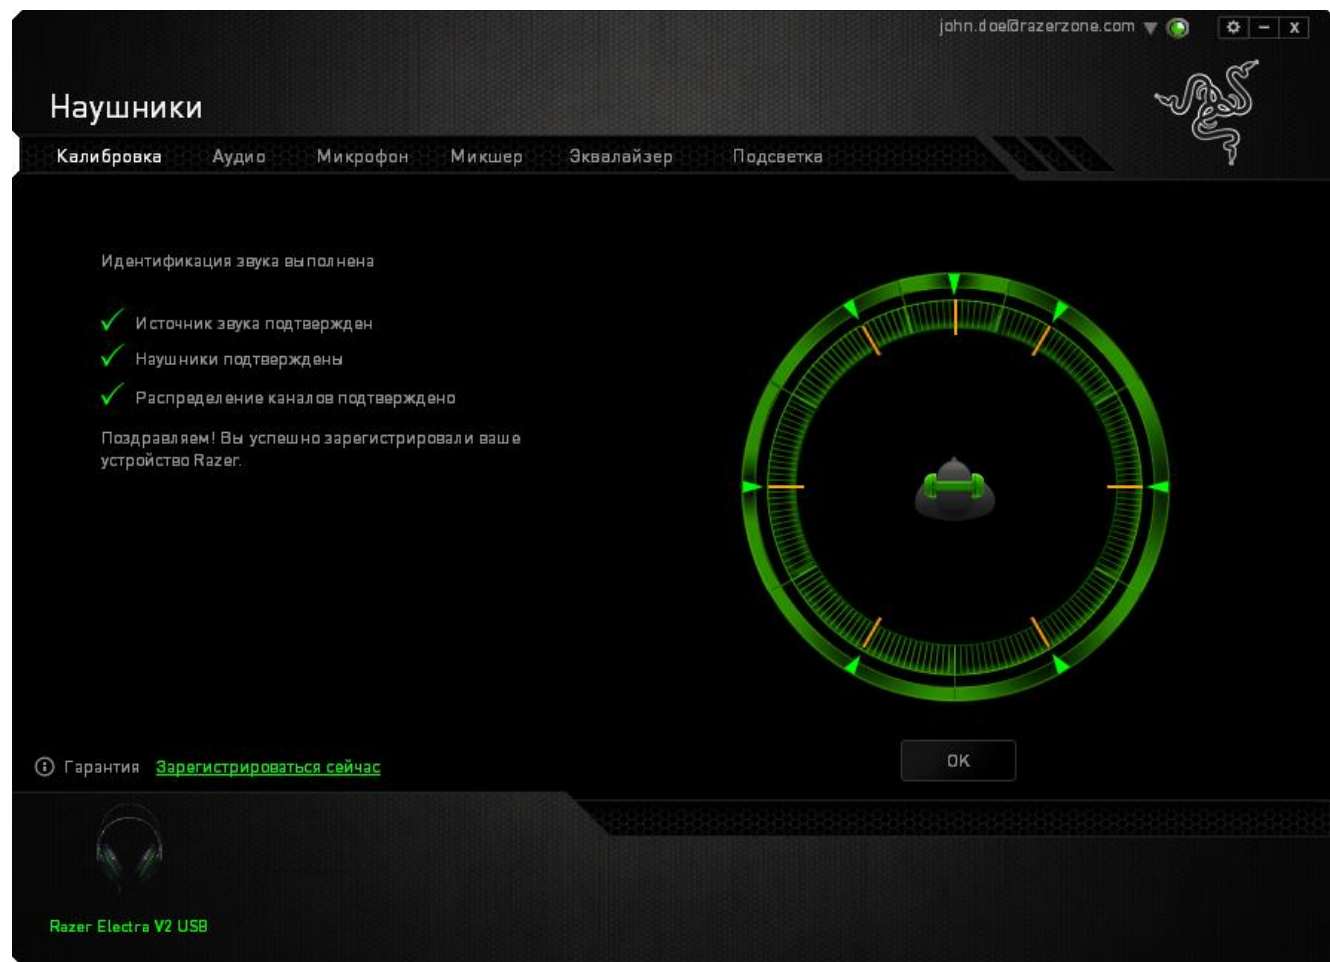 john.doe@razerzone.com
Наушники
Калибровка Аудио Микрофон Микшер Эквалайзер Подсветка
Идентификация звука выполнена
Источник звука подтвержден
Наушники подтверждены
Распределение каналов подтверждено
Поздравляем! Вы успешно зарегистрировали ваше
устройство Razer.
OK
Гарантия Зарегистрироваться сейчас
Razer Electra V2 USB